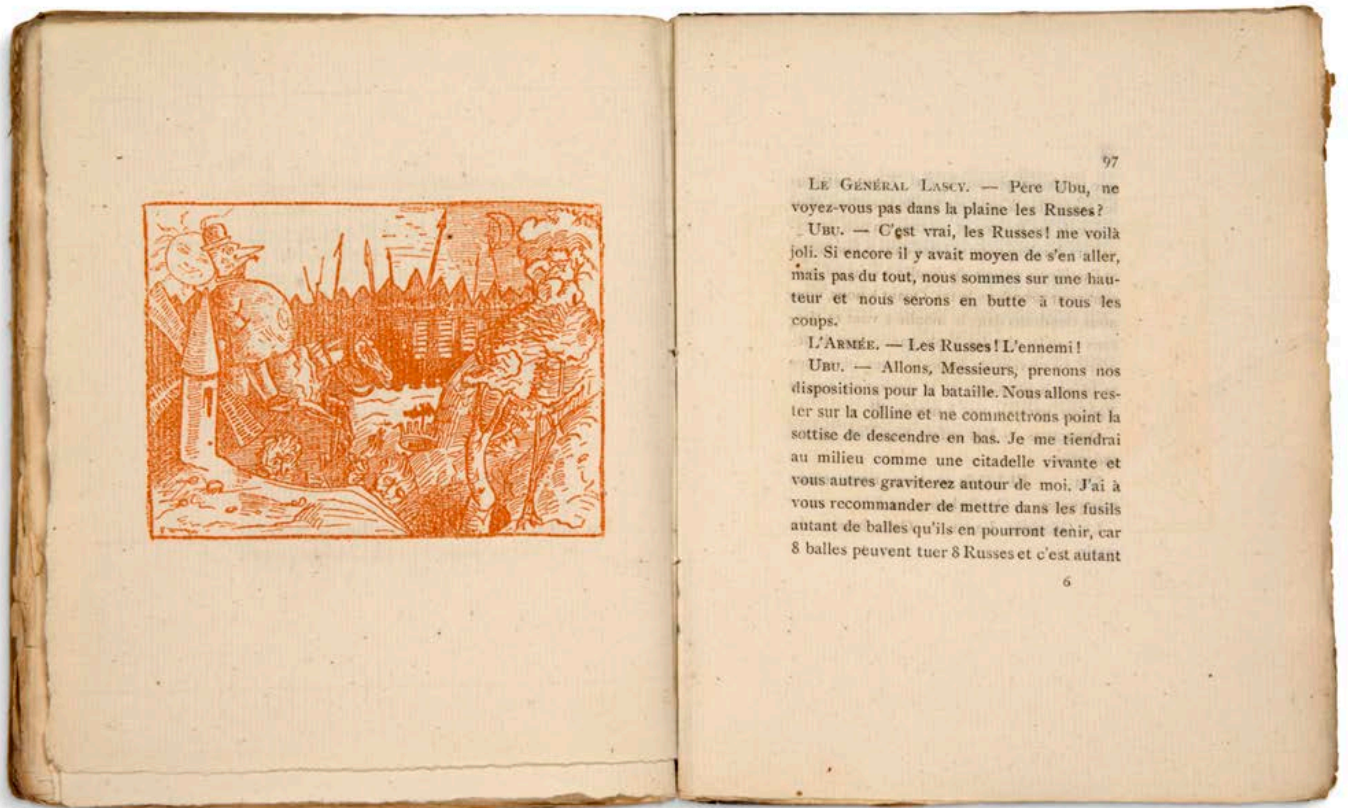 97
LE GÉNÉRAL LASCY. — Père Ubu, ne
voyez-vous pas dans la plaine les Russes?
UBU. — C'est vrai, les Russes! me voilà
joli. Si encore il y avait moyen de s'en aller,
mais pas du tout, nous sommes sur une hau-
teur et nous serons en butte à tous les
coups.
L'ARMÉE. — Les Russes! L'ennemi!
UBU. — Allons, Messieurs, prenons nos
dispositions pour la bataille. Nous allons res-
ter sur la colline et ne commettrons point la
sottise de descendre en bas. Je me tiendrai
au milieu comme une citadelle vivante et
vous autres graviterez autour de moi. J'ai à
vous recommander de mettre dans les fusils
autant de balles qu'ils en pourront tenir, car
8 balles peuvent tuer 8 Russes et c'est autant
6